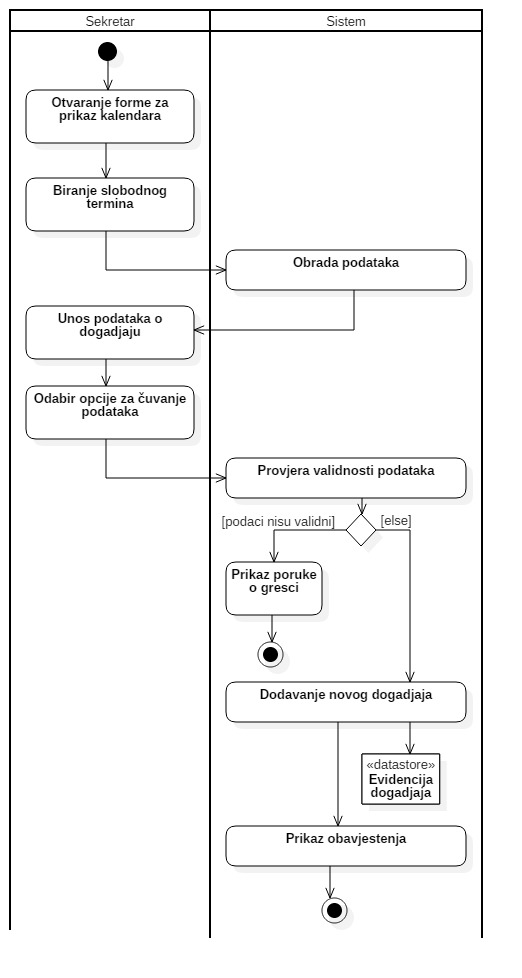 Sekretar
Sistem
Otvaranje forme za
prikaz kalendara
Biranje slobodnog
termina
Obrada podataka
Unos podataka o
dogadjaju
Odabir opcije za čuvanje
podataka
Provjera validnosti podataka
[podaci nisu validni]
[else]
Prikaz poruke
o gresci
Dodavanje novog dogadjaja
«datastore»
Evidencija
dogadjaja
Prikaz obavjestenja